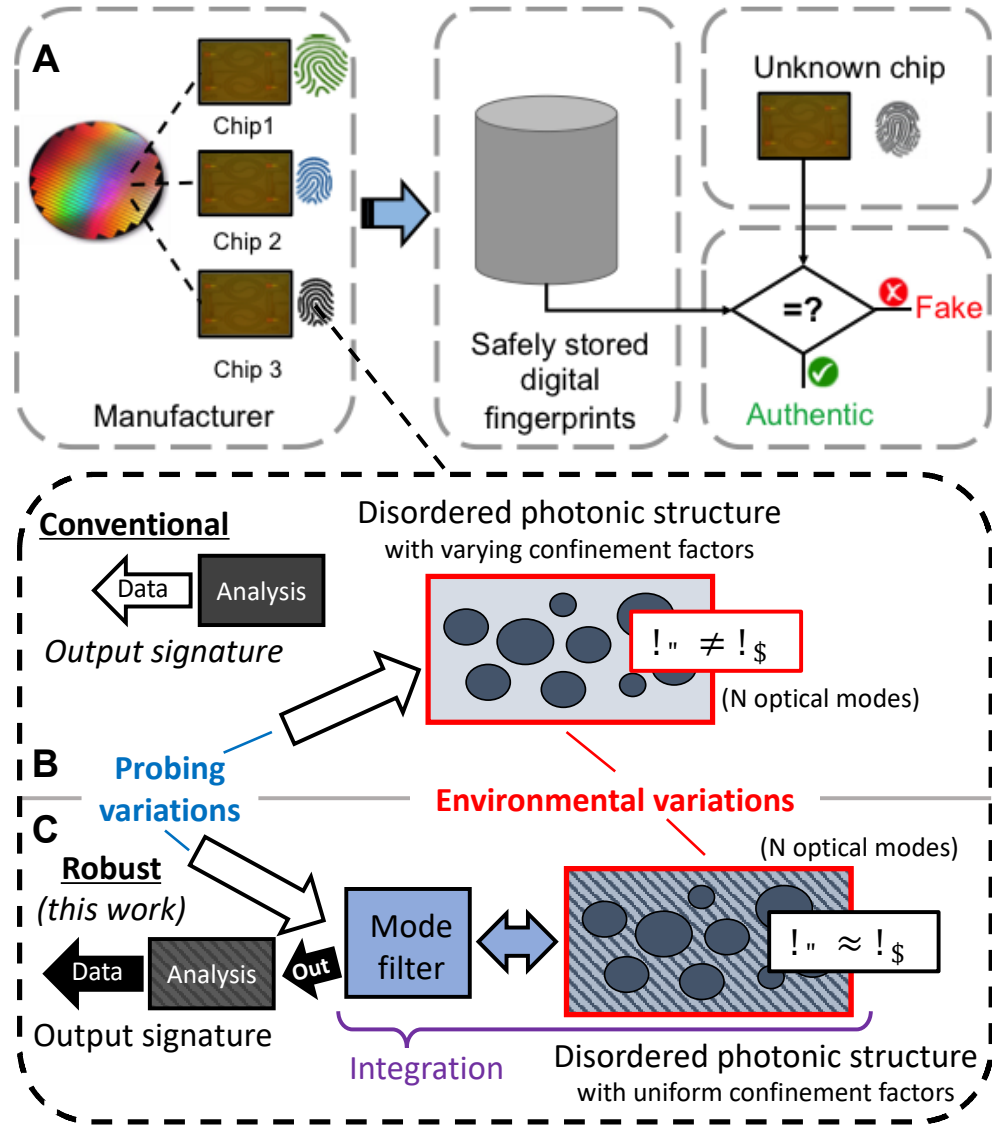 A
Chip1
Chip 2
Chip 3
Manufacturer
Safely stored
digital
fingerprints
Unknown chip
=?
Fake
Authentic
Conventional
Data
Analysis
Output signature
Disordered photonic structure
with varying confinement factors
!" ≠ !$
(N optical modes)
B
Probing
variations
Environmental variations
C
Robust
(this work)
(N optical modes)
Mode
filter
!" ≈ !$
Out
Data
Analysis
Output signature
Integration
Disordered photonic structure
with uniform confinement factors